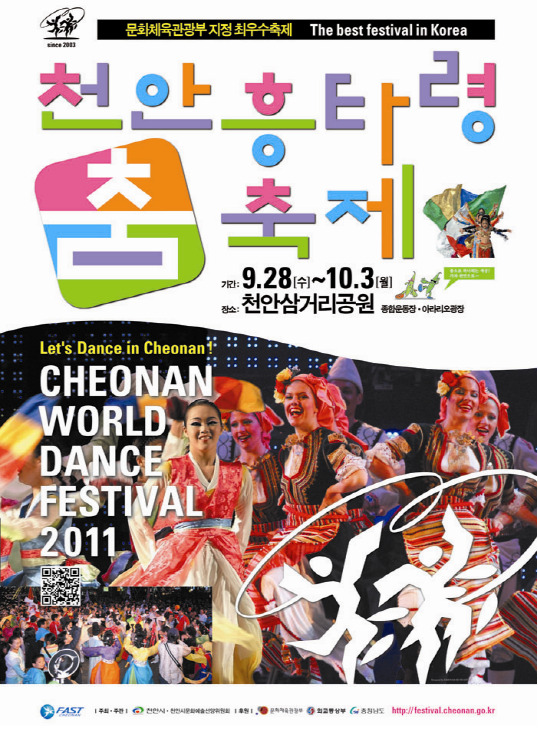 since 2003
문화체육관광부 지정 최우수축제 The best festival in Korea
천안흥타령
춤축제
기간: 9.28[수]~10.3[월]
장소: 천안삼거리공원 종합운동장·아라리오광장
Let's Dance in Cheonan!
CHEONAN
WORLD
DANCE
FESTIVAL
2011
FAST CHEONAN | 주최·주관 | 천안시·천안시문화예술선양위원회 | 후원 | 문화체육관광부 외교통상부 충청남도 http://festival.cheonan.go.kr